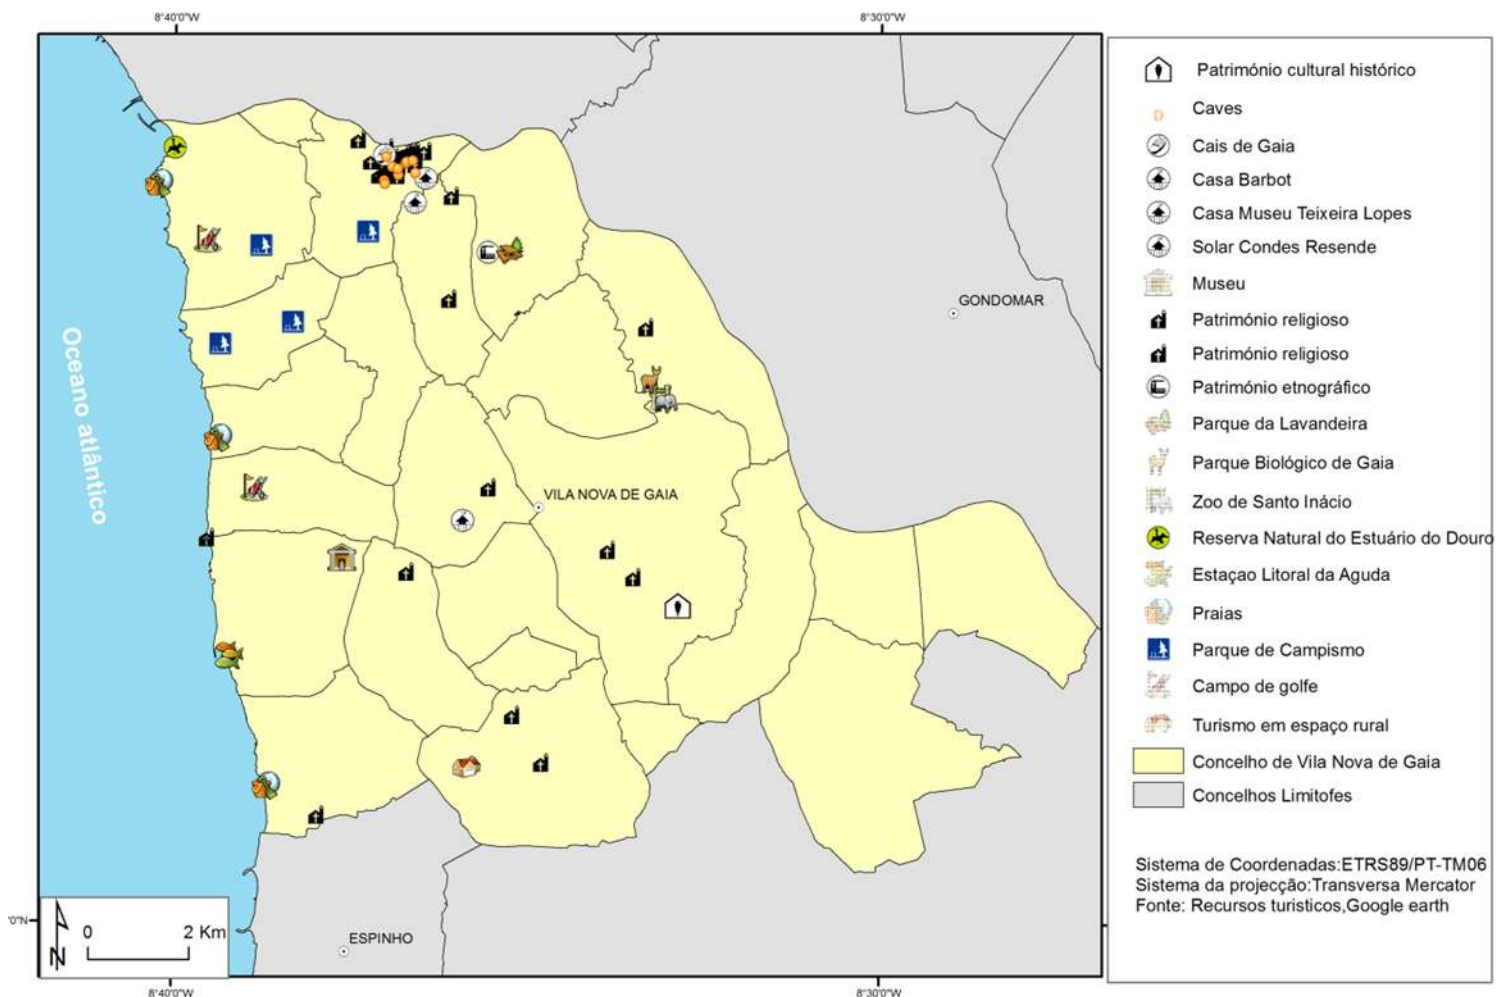 8°40'0"W
8°30'0"W
Oceano atlântico
GONDOMAR
VILA NOVA DE GAIA
ESPINHO
'0"N
0
2 Km
N
8°40'0"W
8°30'0"W
Património cultural histórico
Caves
Cais de Gaia
Casa Barbot
Casa Museu Teixeira Lopes
Solar Condes Resende
Museu
Património religioso
Património religioso
Património etnográfico
Parque da Lavandeira
Parque Biológico de Gaia
Zoo de Santo Inácio
Reserva Natural do Estuário do Douro
Estaçao Litoral da Aguda
Praias
Parque de Campismo
Campo de golfe
Turismo em espaço rural
Concelho de Vila Nova de Gaia
Concelhos Limitofes
Sistema de Coordenadas:ETRS89/PT-TM06
Sistema da projecção:Transversa Mercator
Fonte: Recursos turisticos,Google earth